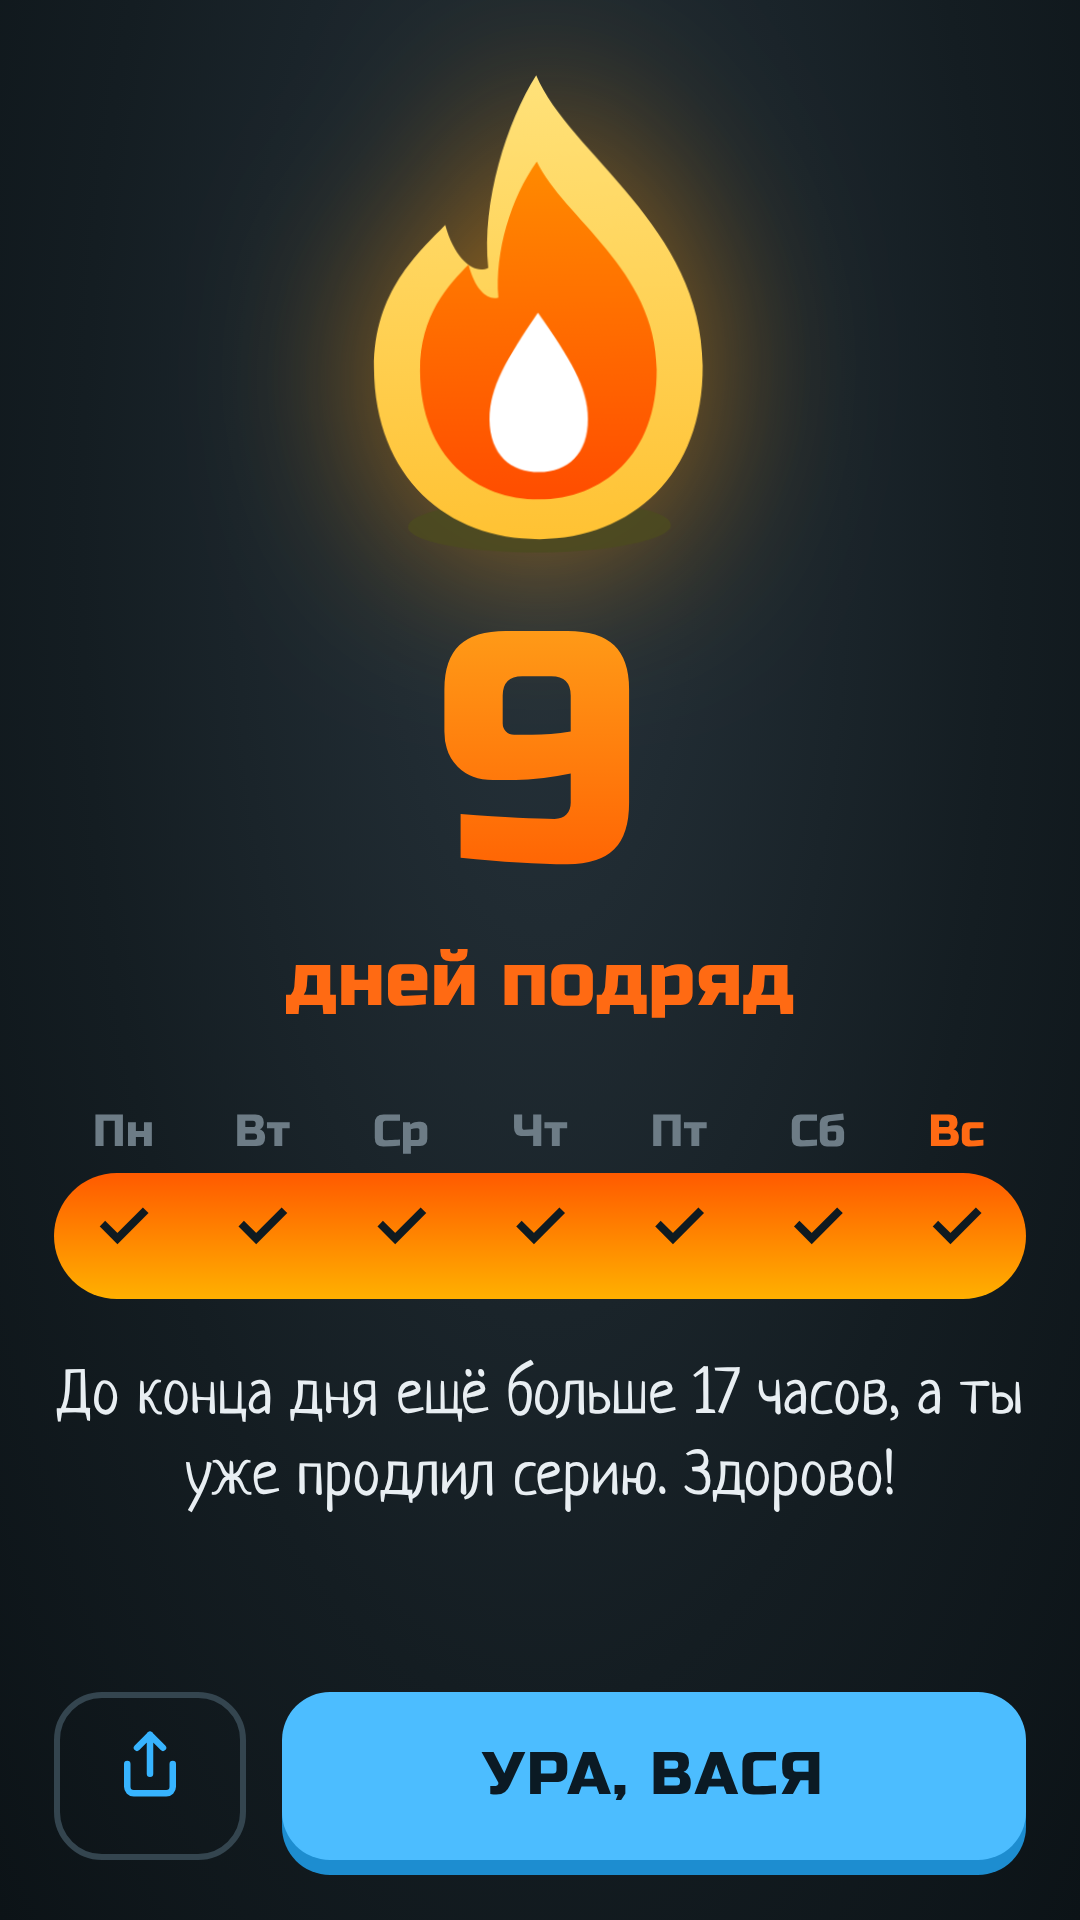 9
дней подряд
Пн Вт Ср Чт Пт Сб Вс
До конца дня ещё больше 17 часов, а ты
уже продлил серию. Здорово!
УРА, ВАСЯ